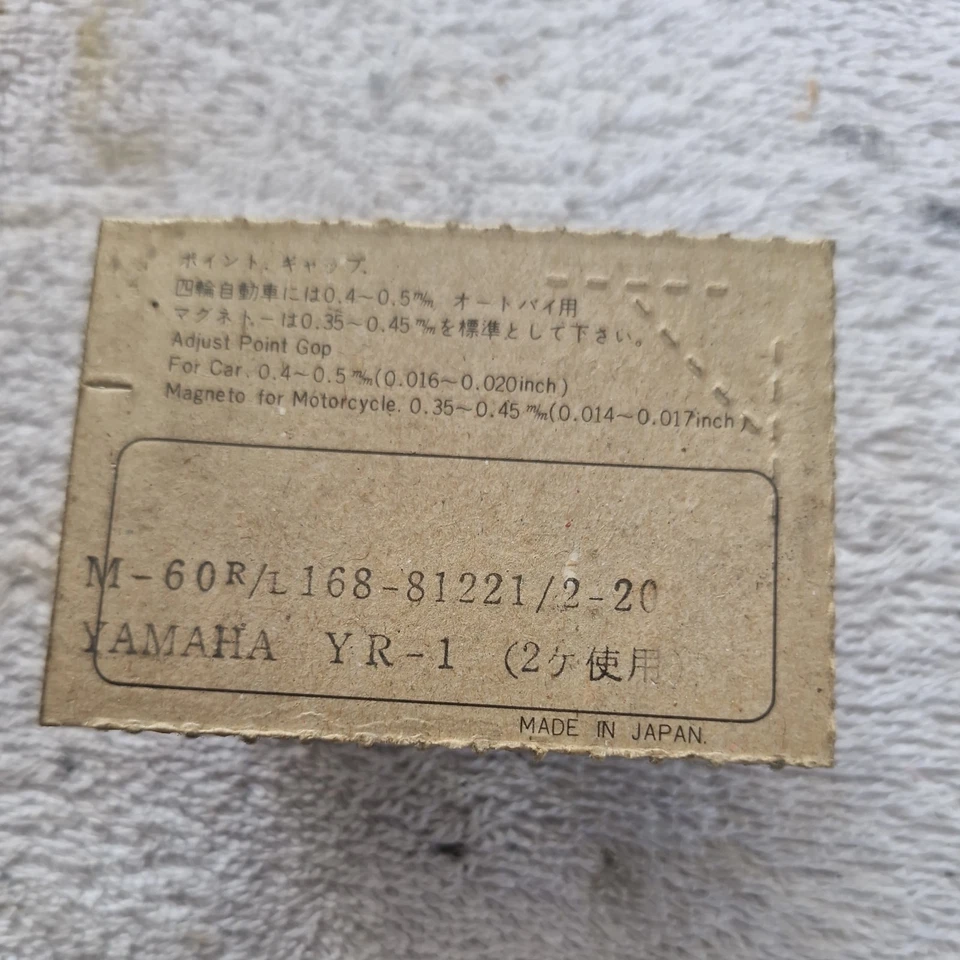 ポイント、ギャップ
四輪自動車には0.4~0.5㎜ オートバイ用
マグネトーは0.35~0.45㎜を標準として下さい。
Adjust Point Gop
For Car. 0.4~0.5㎜(0.016~0.020inch)
Magneto for Motorcycle. 0.35~0.45㎜(0.014~0.017inch)
M-60R/L168-81221/2-20
YAMAHA YR-1 (2ヶ使用)
MADE IN JAPAN.